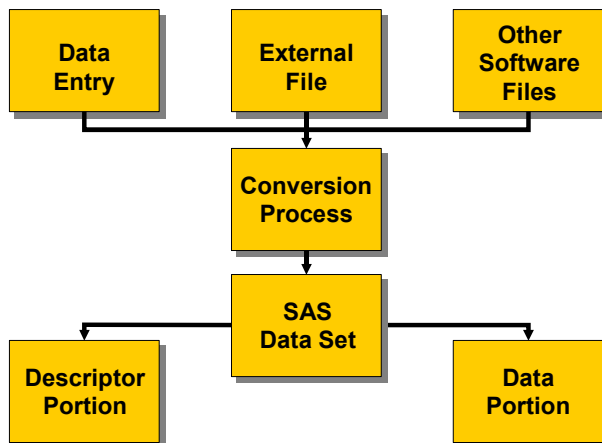 Data
Entry
External
File
Other
Software
Files
Conversion
Process
SAS
Data Set
Descriptor
Portion
Data
Portion